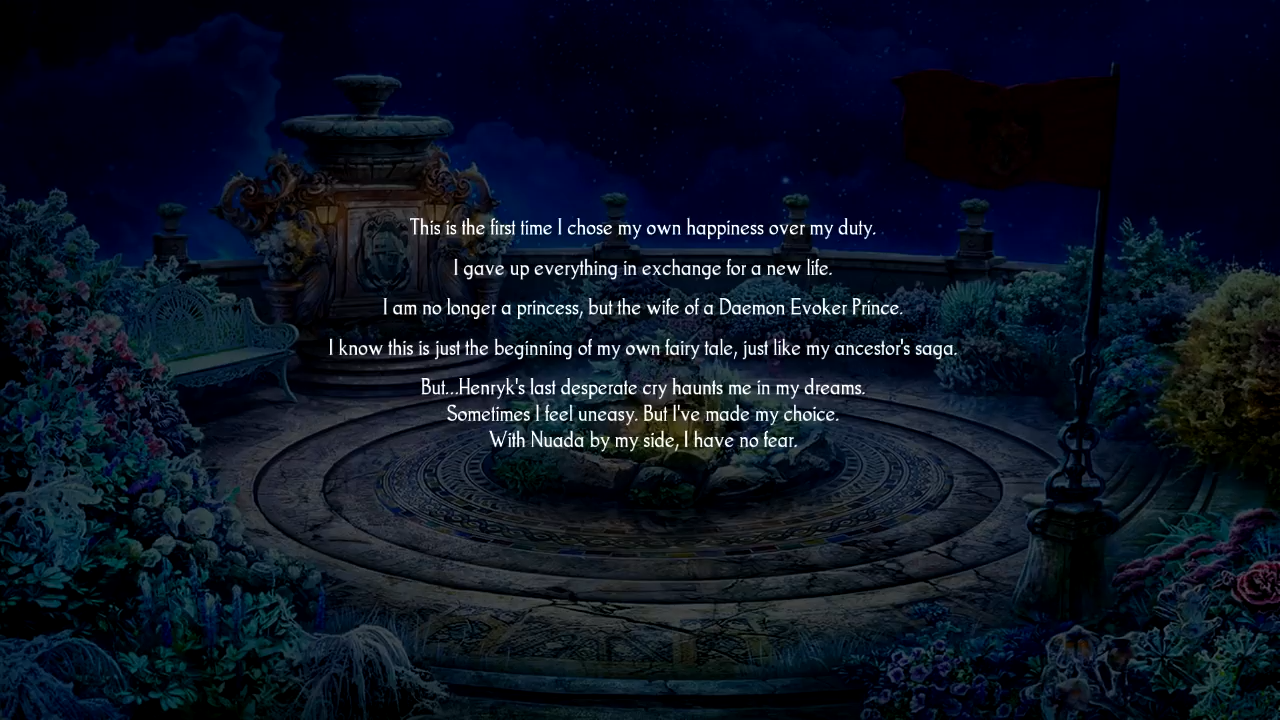 This is the first time I chose my own happiness over my duty.
I gave up everything in exchange for a new life.
I am no longer a princess, but the wife of a Daemon Evoker Prince.
I know this is just the beginning of my own fairy tale, just like my ancestor's saga.
But...Henryk's last desperate cry haunts me in my dreams.
Sometimes I feel uneasy. But I've made my choice.
With Nuada by my side, I have no fear.